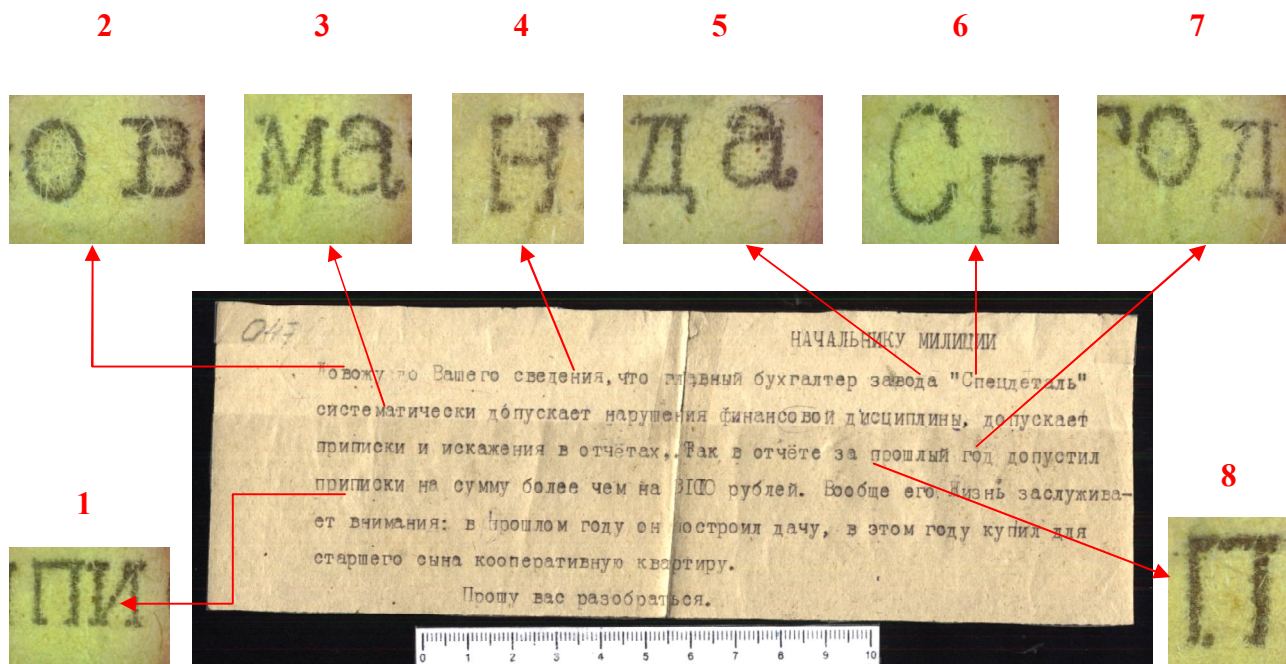 2 3 4 5 6 7
о в ма н да Сп год
047
НАЧАЛЬНИКУ МИЛИЦИИ
Довожу до Вашего сведения, что главный бухгалтер завода "Спецдеталь"
систематически допускает нарушения финансовой дисциплины, допускает
приписки и искажения в отчётах. Так в отчёте за прошлый год допустил
приписки на сумму более чем на рублей. Вообще его Жизнь заслужива-
ет внимания: в прошлом году он построил дачу, в этом году купил для
старшего сына кооперативную квартиру.
Прошу вас разобраться.
1
пи
8
п
0 1 2 3 4 5 6 7 8 9 10